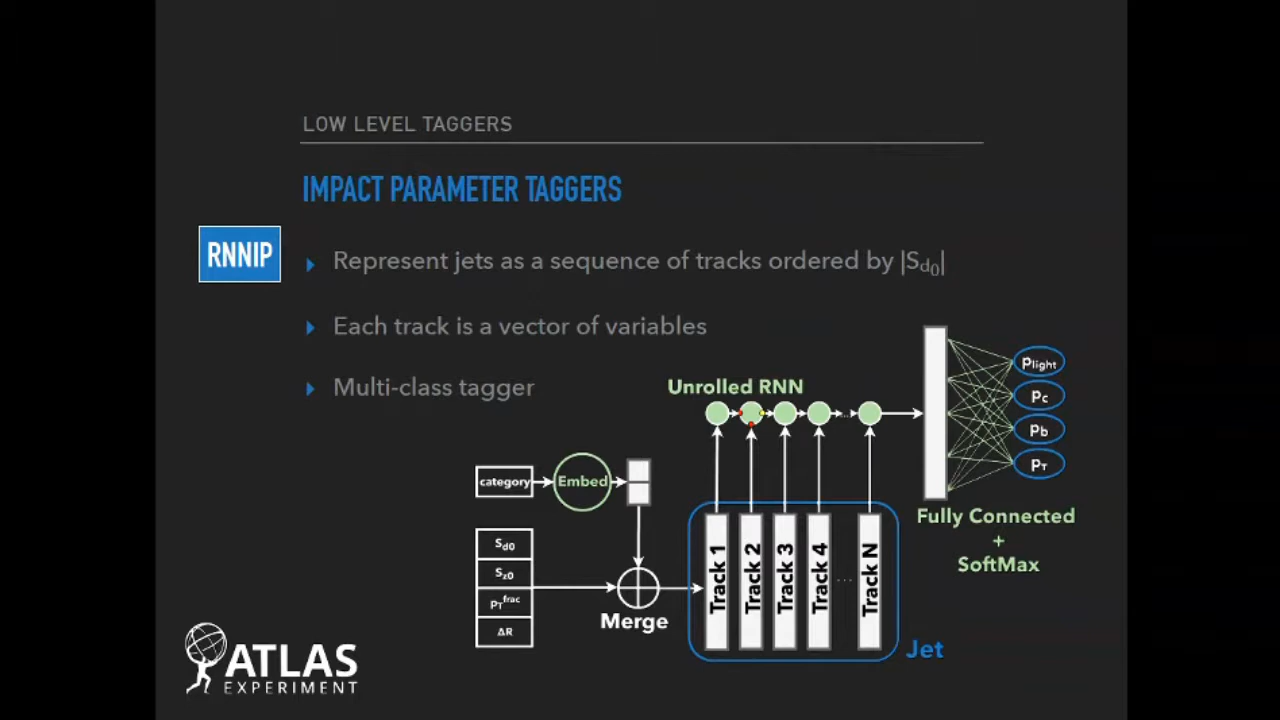 LOW LEVEL TAGGERS
IMPACT PARAMETER TAGGERS
RNNIP
Represent jets as a sequence of tracks ordered by |Sd0|
Each track is a vector of variables
Multi-class tagger
Unrolled RNN
plight
pc
pb
pτ
category
Embed
Sd0
Sz0
pTfrac
ΔR
Merge
Track 1
Track 2
Track 3
Track 4
...
Track N
Jet
Fully Connected
+
SoftMax
ATLAS
EXPERIMENT